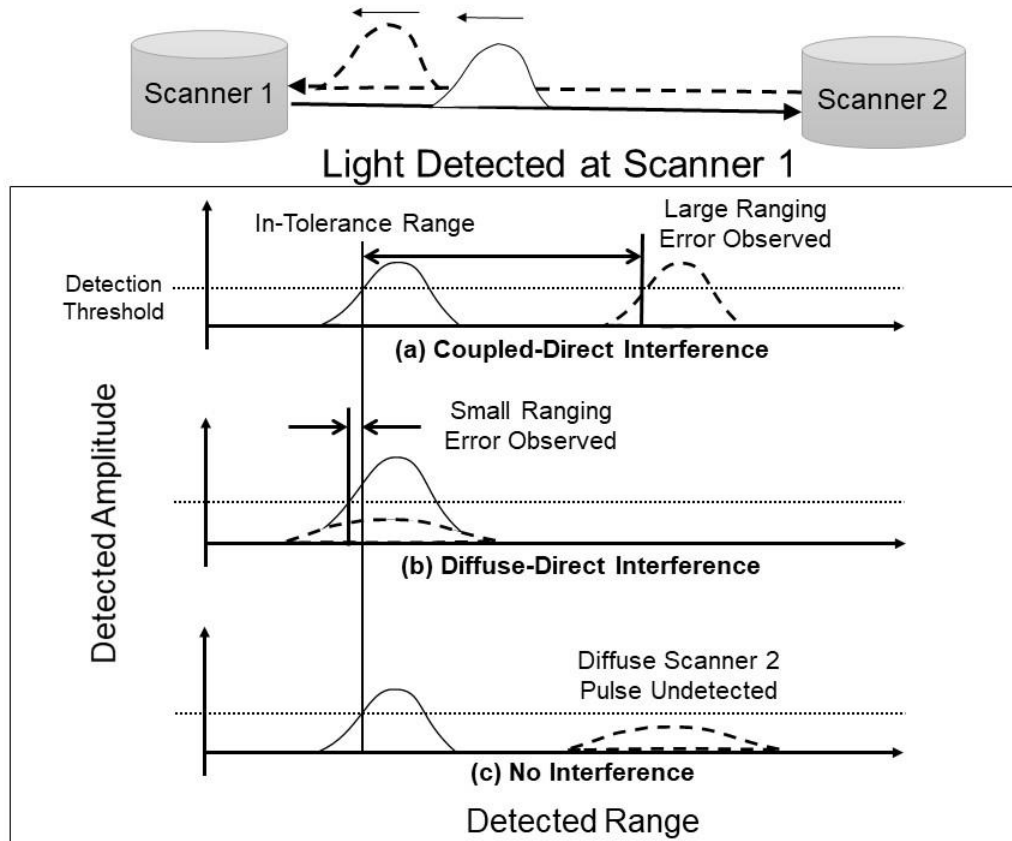 Scanner 1
Scanner 2
Light Detected at Scanner 1
In-Tolerance Range
Large Ranging
Error Observed
Detection
Threshold
(a) Coupled-Direct Interference
Detected Amplitude
Small Ranging
Error Observed
(b) Diffuse-Direct Interference
Diffuse Scanner 2
Pulse Undetected
(c) No Interference
Detected Range